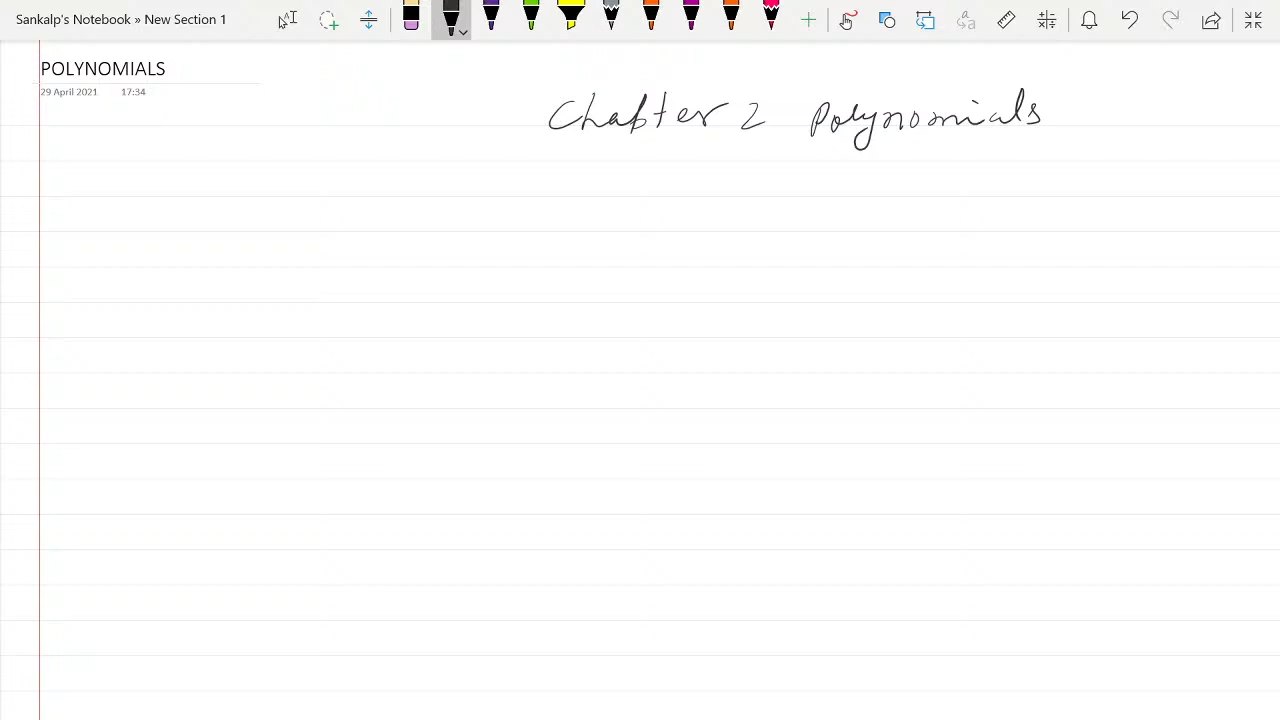 Sankalp's Notebook » New Section 1
POLYNOMIALS
29 April 2021 17:34
Chapter 2 Polynomials